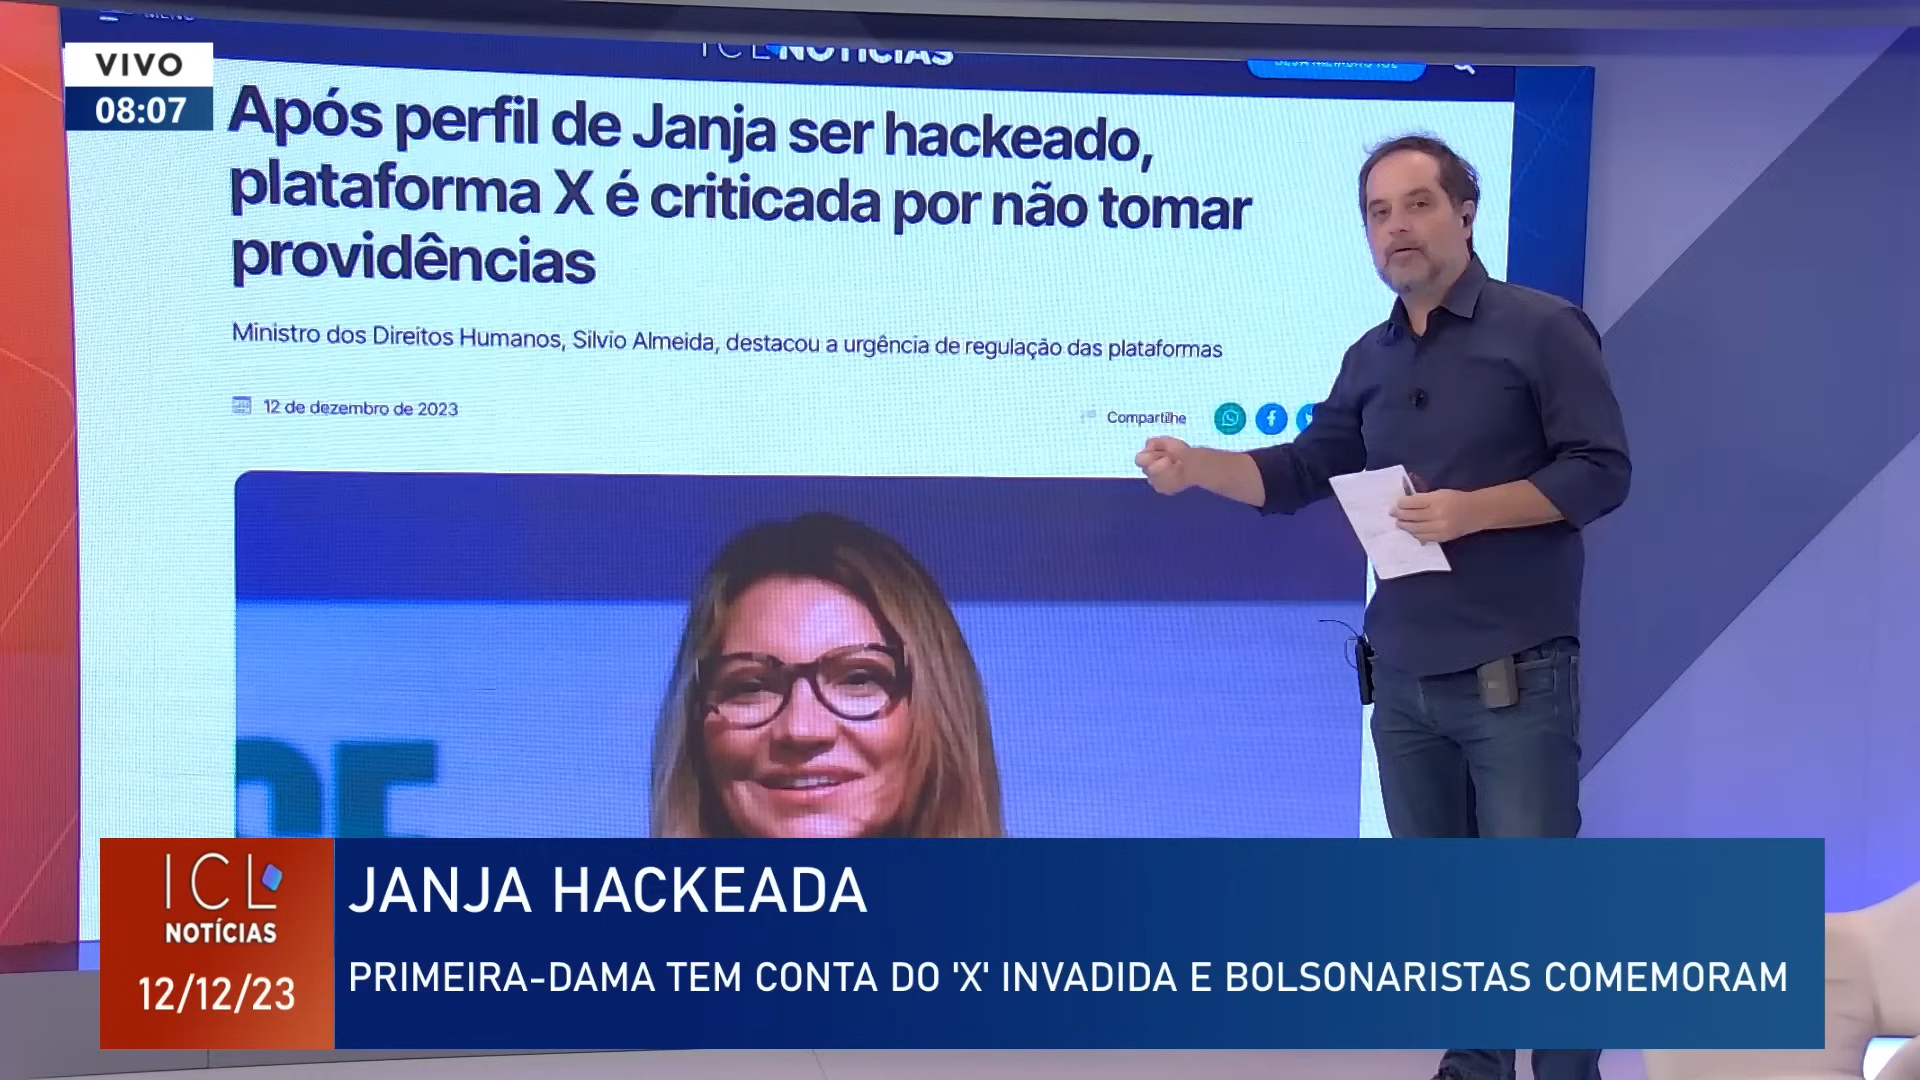 VIVO
08:07
ICL NOTÍCIAS
Após perfil de Janja ser hackeado,
plataforma X é criticada por não tomar
providências
Ministro dos Direitos Humanos, Silvio Almeida, destacou a urgência de regulação das plataformas
12 de dezembro de 2023
Compartilhe
ICL
NOTÍCIAS
12/12/23
JANJA HACKEADA
PRIMEIRA-DAMA TEM CONTA DO 'X' INVADIDA E BOLSONARISTAS COMEMORAM